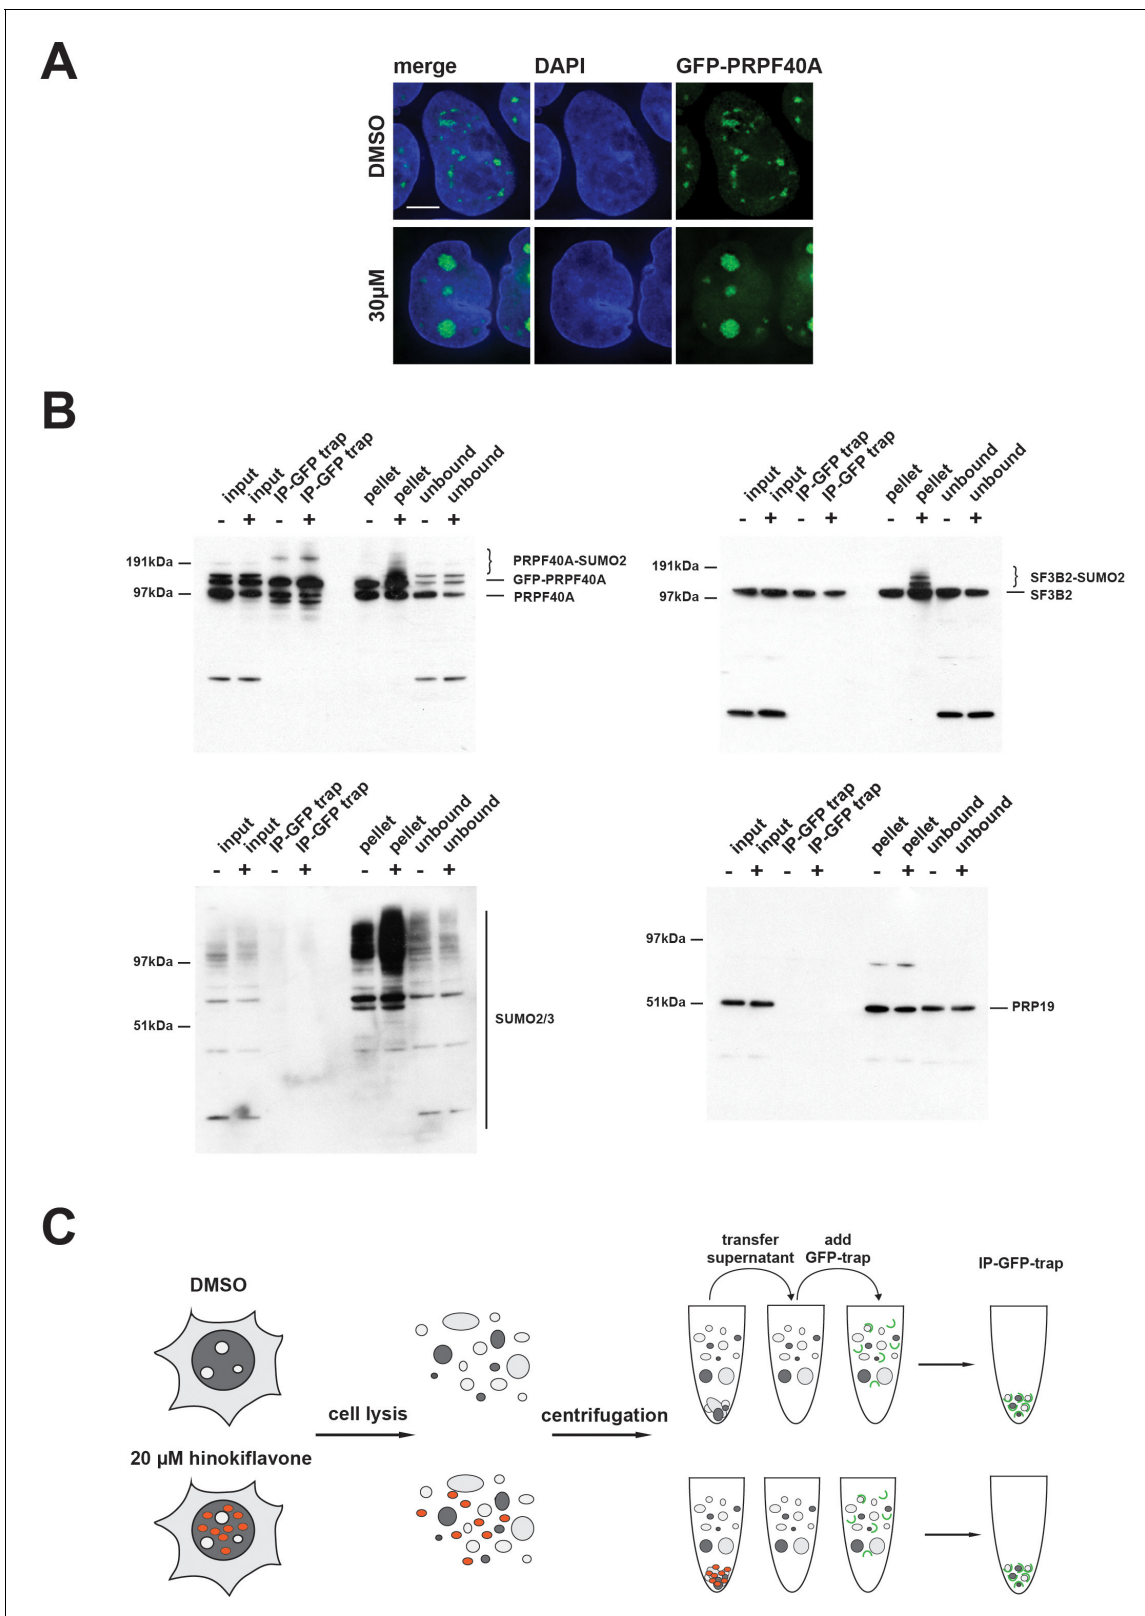 A
merge DAPI GFP-PRPF40A
DMSO
30µM
B
input input IP-GFP trap IP-GFP trap pellet pellet unbound unbound
- + - + - + - +
191kDa
97kDa
PRPF40A-SUMO2
GFP-PRPF40A
PRPF40A
input input IP-GFP trap IP-GFP trap pellet pellet unbound unbound
- + - + - + - +
191kDa
97kDa
SF3B2-SUMO2
SF3B2
input input IP-GFP trap IP-GFP trap pellet pellet unbound unbound
- + - + - + - +
97kDa
51kDa
SUMO2/3
input input IP-GFP trap IP-GFP trap pellet pellet unbound unbound
- + - + - + - +
97kDa
51kDa
PRP19
C
DMSO
20 µM hinokiflavone
cell lysis
centrifugation
transfer
supernatant
add
GFP-trap
IP-GFP-trap